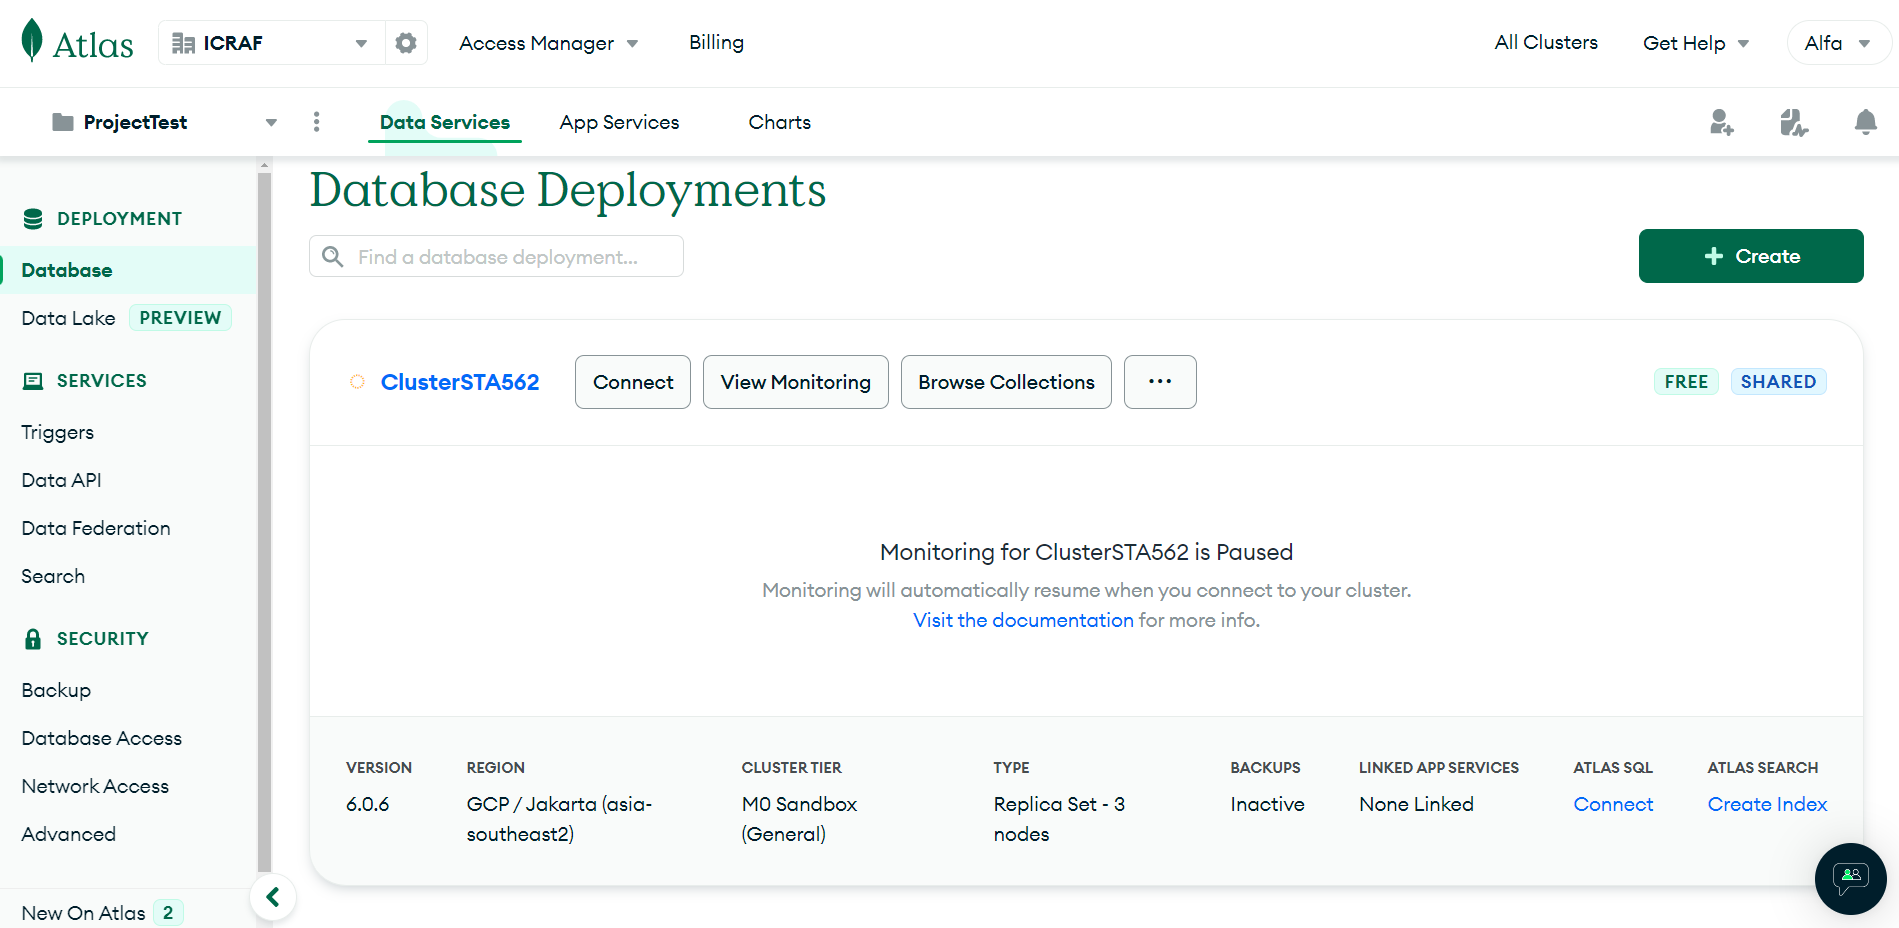 Atlas
ICRAF
Access Manager
Billing
All Clusters
Get Help
Alfa
ProjectTest
Data Services
App Services
Charts
DEPLOYMENT
Database
Data Lake PREVIEW
SERVICES
Triggers
Data API
Data Federation
Search
SECURITY
Backup
Database Access
Network Access
Advanced
New On Atlas 2
Database Deployments
Find a database deployment...
+ Create
ClusterSTA562
Connect
View Monitoring
Browse Collections
...
FREE
SHARED
Monitoring for ClusterSTA562 is Paused
Monitoring will automatically resume when you connect to your cluster.
Visit the documentation for more info.
VERSION
6.0.6
REGION
GCP / Jakarta (asia-
southeast2)
CLUSTER TIER
M0 Sandbox
(General)
TYPE
Replica Set - 3
nodes
BACKUPS
Inactive
LINKED APP SERVICES
None Linked
ATLAS SQL
Connect
ATLAS SEARCH
Create Index